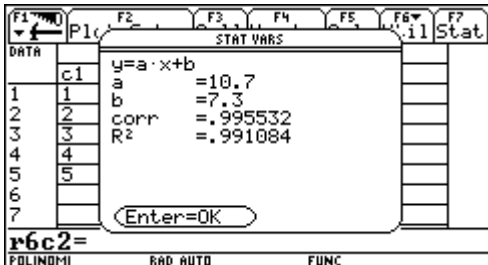 F1 F2 F3 F4 F5 F6 F7
Stat
STAT VARS
DATA
y=a·x+b
c1
a =10.7
1 1
b =7.3
2 2
corr =.995532
3 3
R² =.991084
4 4
5 5
6
7
Enter=OK
r6c2=
POLINOMI RAD AUTO FUNC